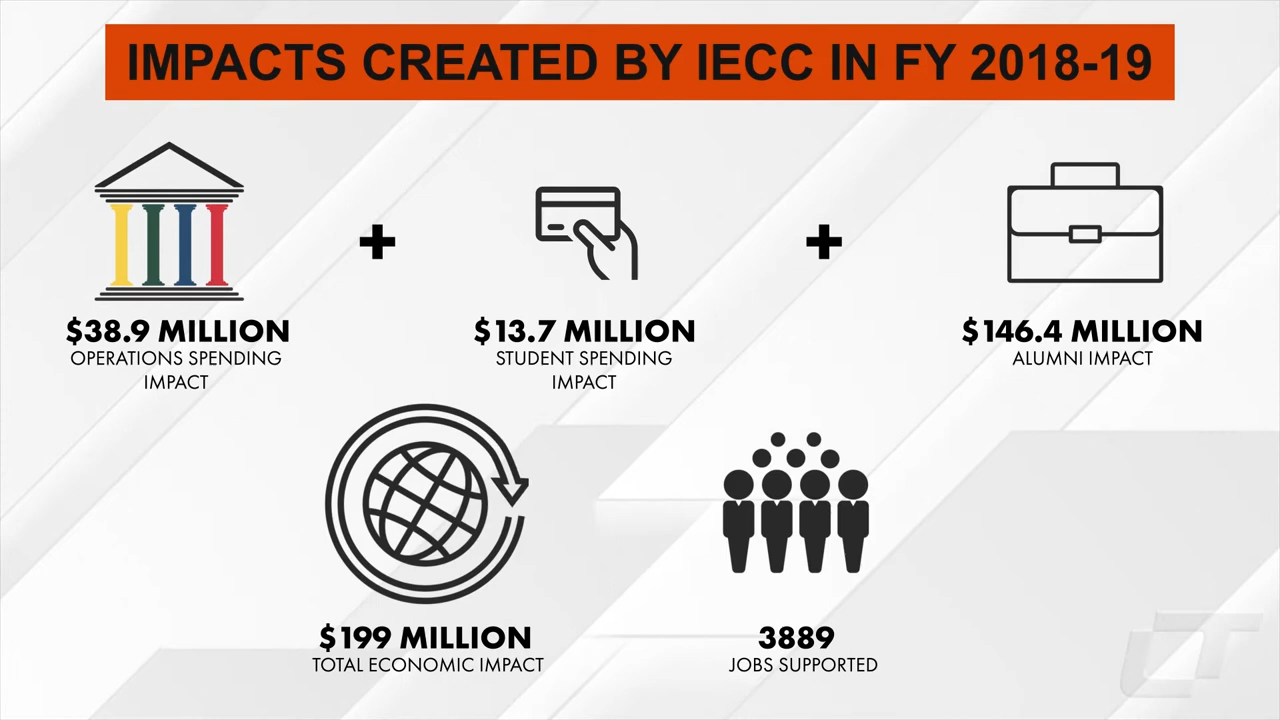 IMPACTS CREATED BY IECC IN FY 2018-19
$38.9 MILLION
OPERATIONS SPENDING
IMPACT
$13.7 MILLION
STUDENT SPENDING
IMPACT
$146.4 MILLION
ALUMNI IMPACT
$199 MILLION
TOTAL ECONOMIC IMPACT
3889
JOBS SUPPORTED